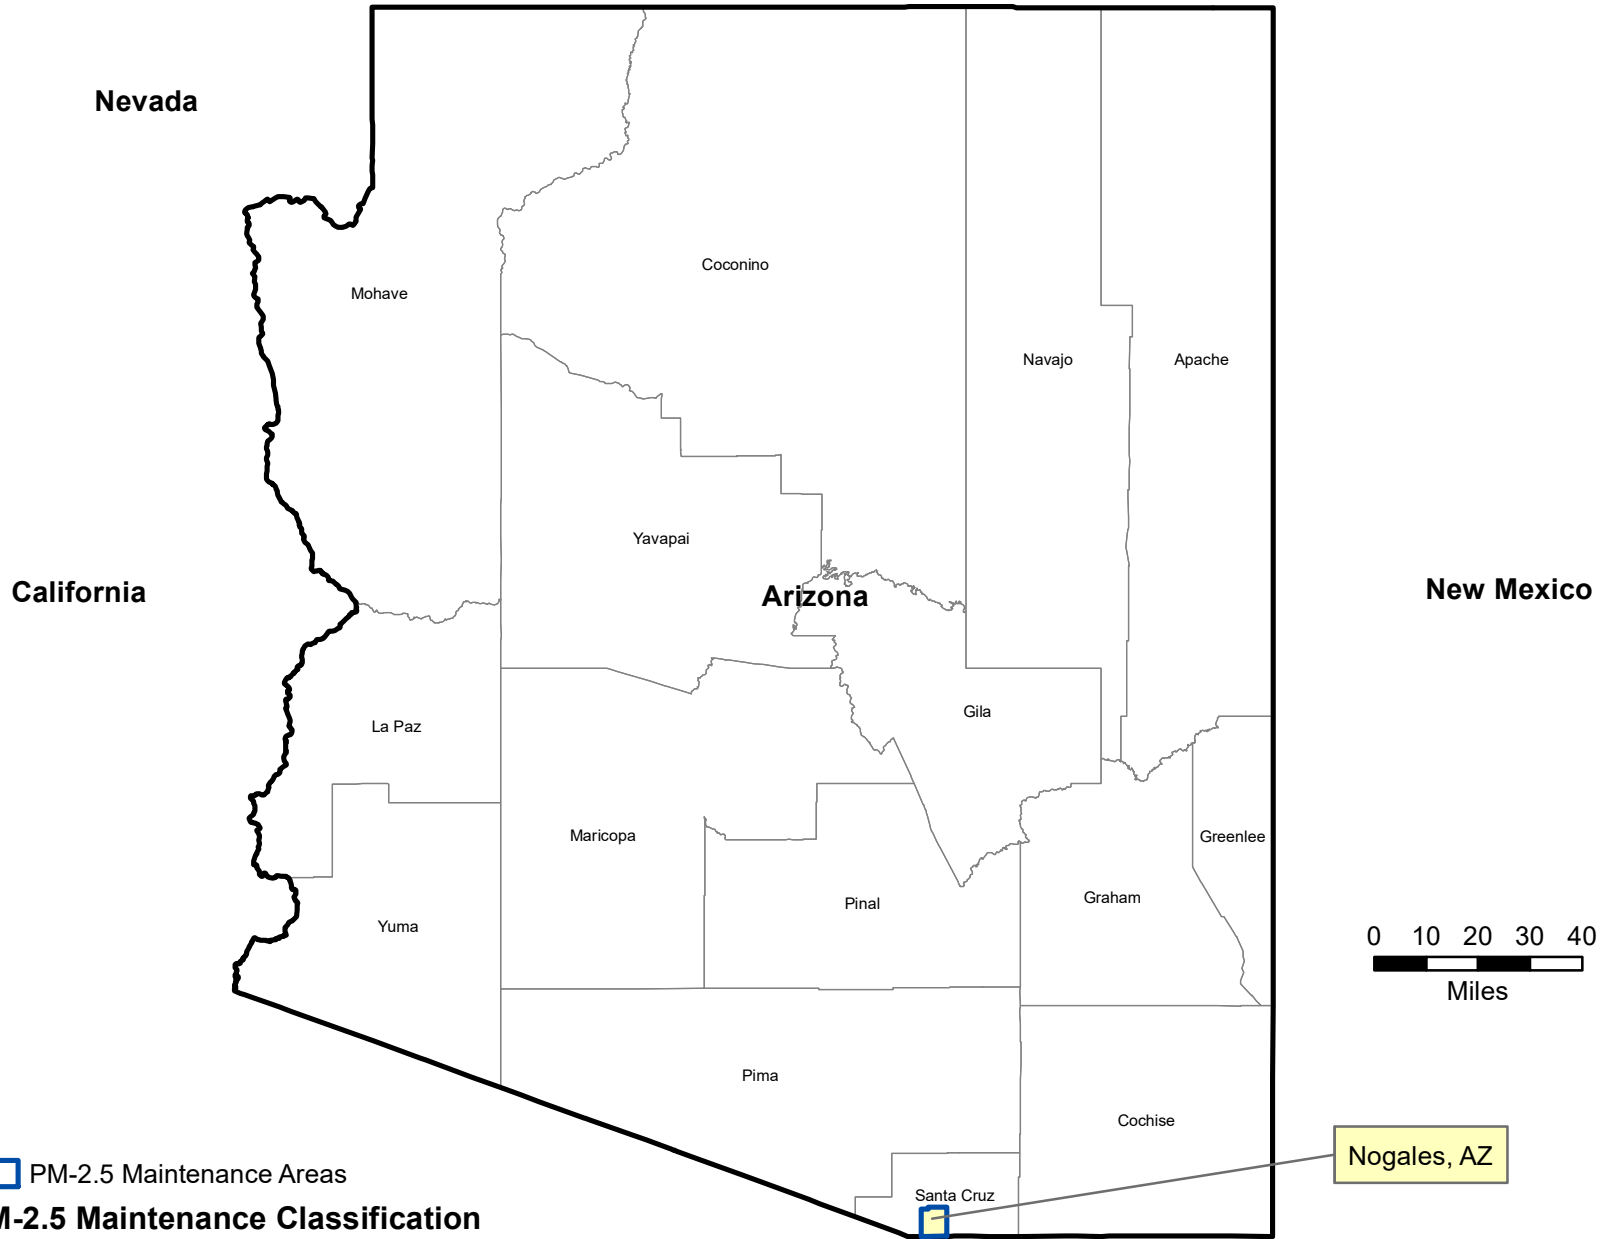 Nevada
Coconino
Mohave
Navajo
Apache
Yavapai
California
Arizona
New Mexico
La Paz
Gila
Maricopa
Greenlee
Pinal
Graham
Yuma
0 10 20 30 40
Miles
Pima
Cochise
Nogales, AZ
PM-2.5 Maintenance Areas
Santa Cruz
M-2.5 Maintenance Classification